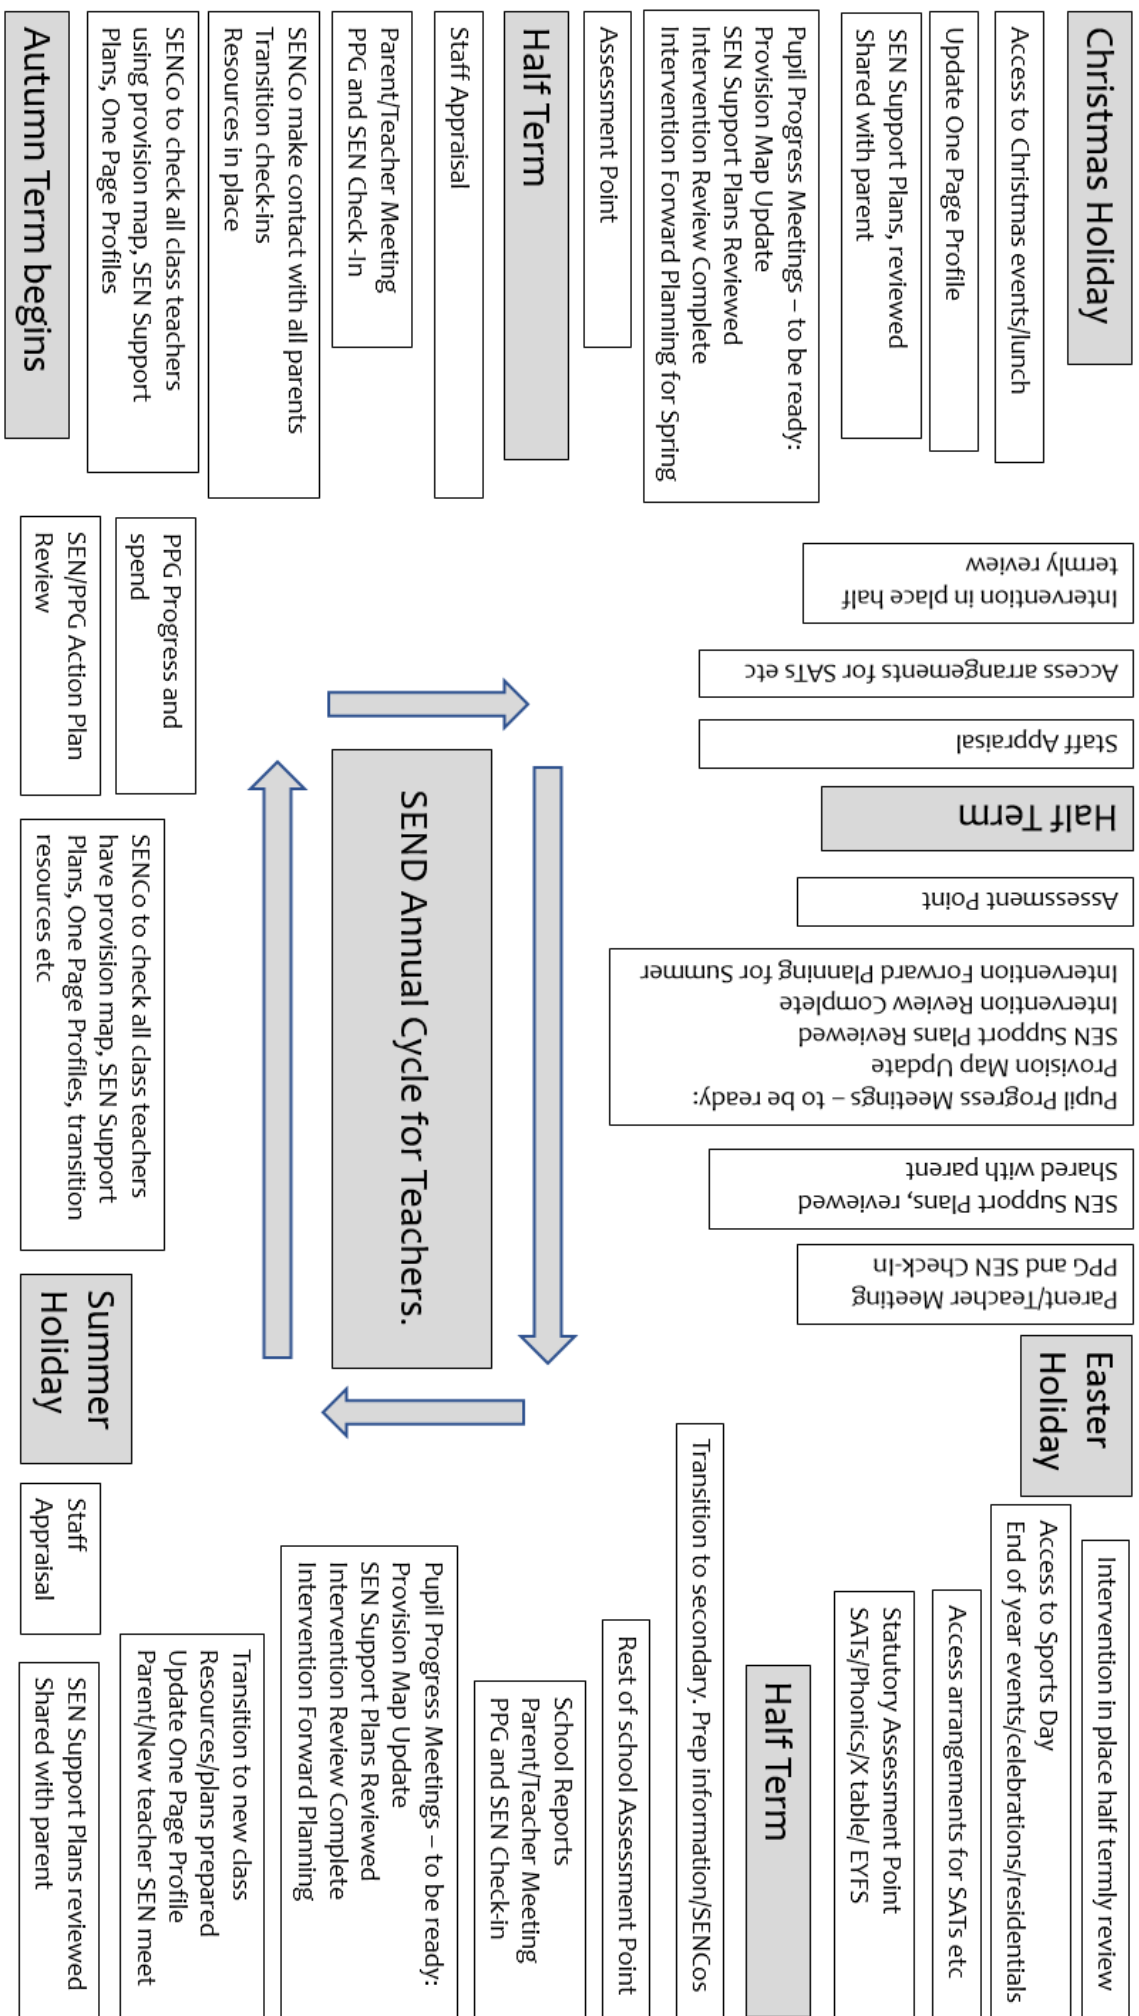 Christmas Holiday
Access to Christmas events/lunch
Update One Page Profile
SEN Support Plans, reviewed
Shared with parent
Pupil Progress Meetings – to be ready:
Provision Map Update
SEN Support Plans Reviewed
Intervention Review Complete
Intervention Forward Planning for Spring
Assessment Point
Half Term
Staff Appraisal
Parent/Teacher Meeting
PPG and SEN Check -In
SENCo make contact with all parents
Transition check-ins
Resources in place
SENCo to check all class teachers
using provision map, SEN Support
Plans, One Page Profiles
Autumn Term begins
Intervention in place half
termly review
Access arrangements for SATs etc
Staff Appraisal
Half Term
Assessment Point
Pupil Progress Meetings – to be ready:
Provision Map Update
SEN Support Plans Reviewed
Intervention Review Complete
Intervention Forward Planning for Summer
SEN Support Plans, reviewed
Shared with parent
Parent/Teacher Meeting
PPG and SEN Check-In
Easter
Holiday
SEND Annual Cycle for Teachers.
Intervention in place half termly review
Access to Sports Day
End of year events/celebrations/residentials
Access arrangements for SATs etc
Statutory Assessment Point
SATs/Phonics/X table/ EYFS
Half Term
Transition to secondary. Prep information/SENCos
Rest of school Assessment Point
School Reports
Parent/Teacher Meeting
PPG and SEN Check-in
Pupil Progress Meetings – to be ready:
Provision Map Update
SEN Support Plans Reviewed
Intervention Review Complete
Intervention Forward Planning
Transition to new class
Resources/plans prepared
Update One Page Profile
Parent/New teacher SEN meet
SEN Support Plans reviewed
Shared with parent
Staff
Appraisal
Summer
Holiday
SENCo to check all class teachers
have provision map, SEN Support
Plans, One Page Profiles, transition
resources etc
PPG Progress and
spend
SEN/PPG Action Plan
Review